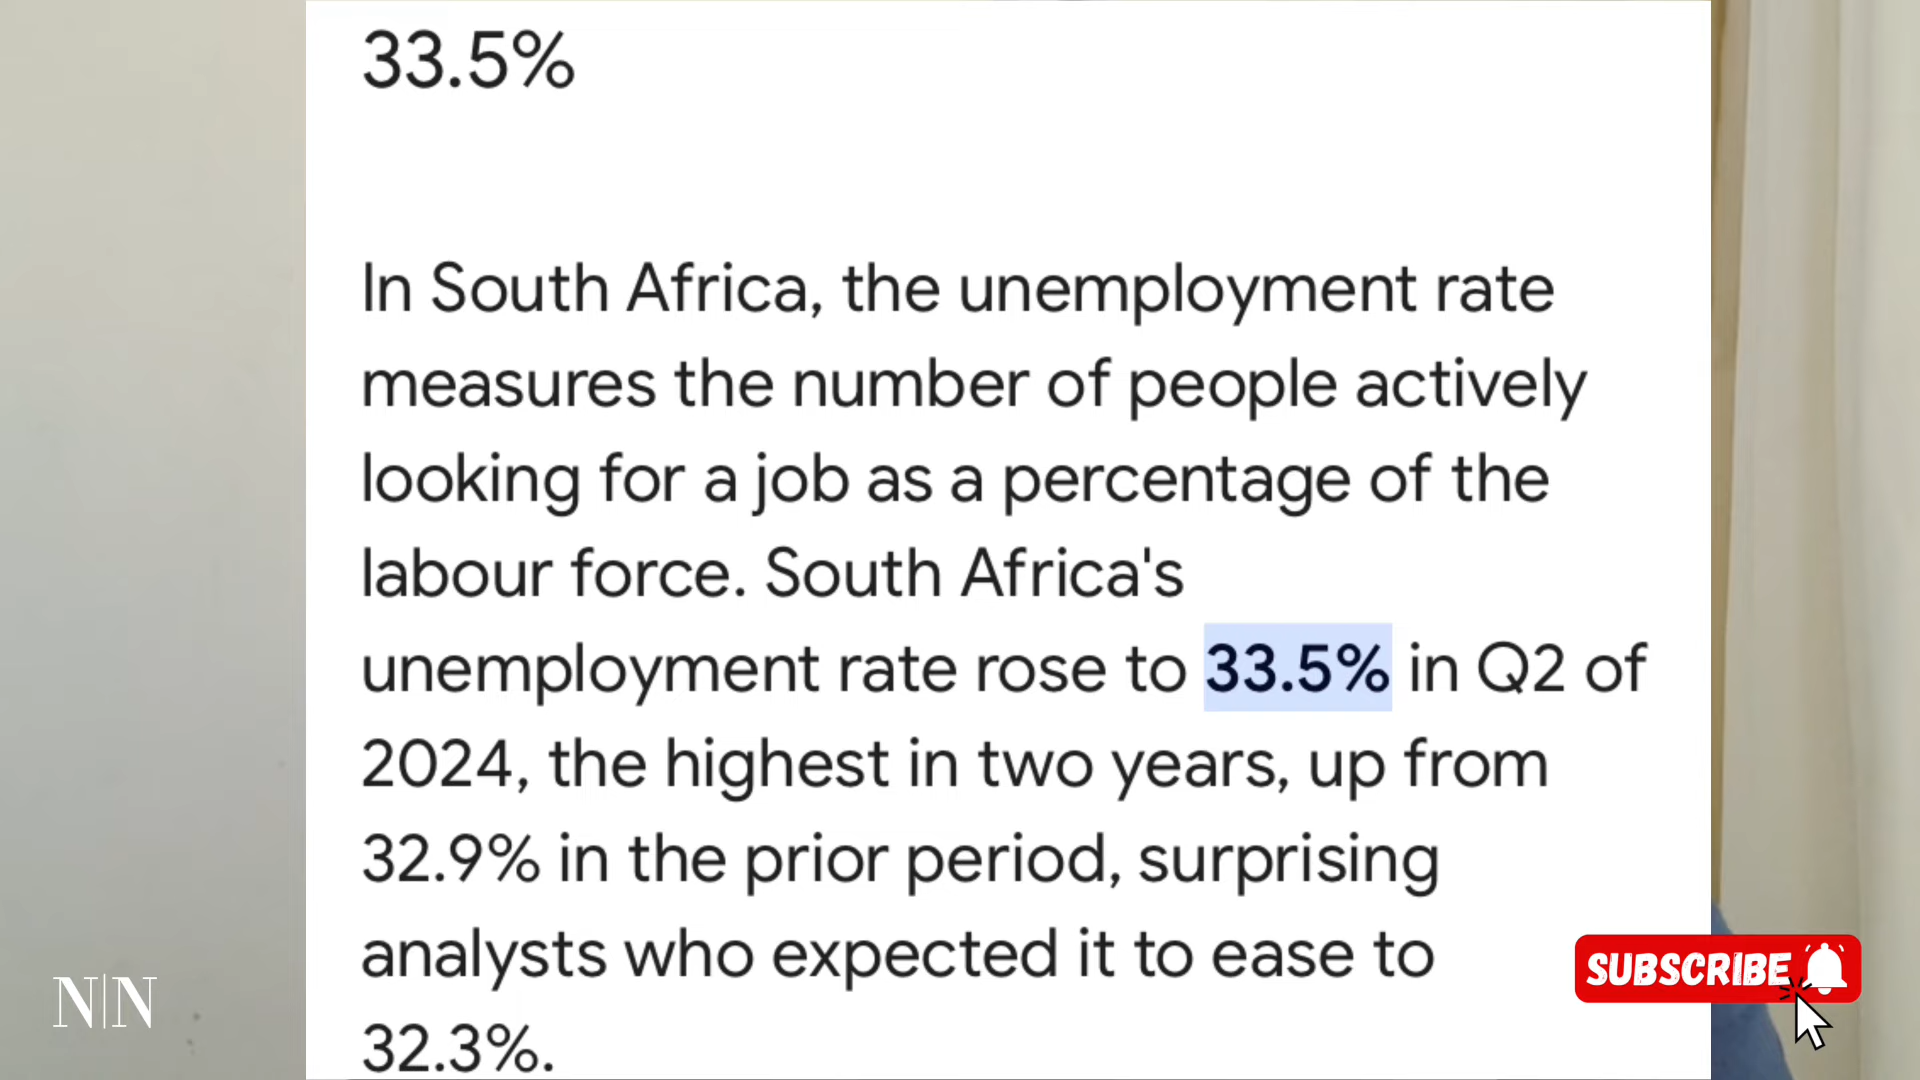 33.5%
In South Africa, the unemployment rate
measures the number of people actively
looking for a job as a percentage of the
labour force. South Africa's
unemployment rate rose to 33.5% in Q2 of
2024, the highest in two years, up from
32.9% in the prior period, surprising
analysts who expected it to ease to
32.3%.
SUBSCRIBE
N|N